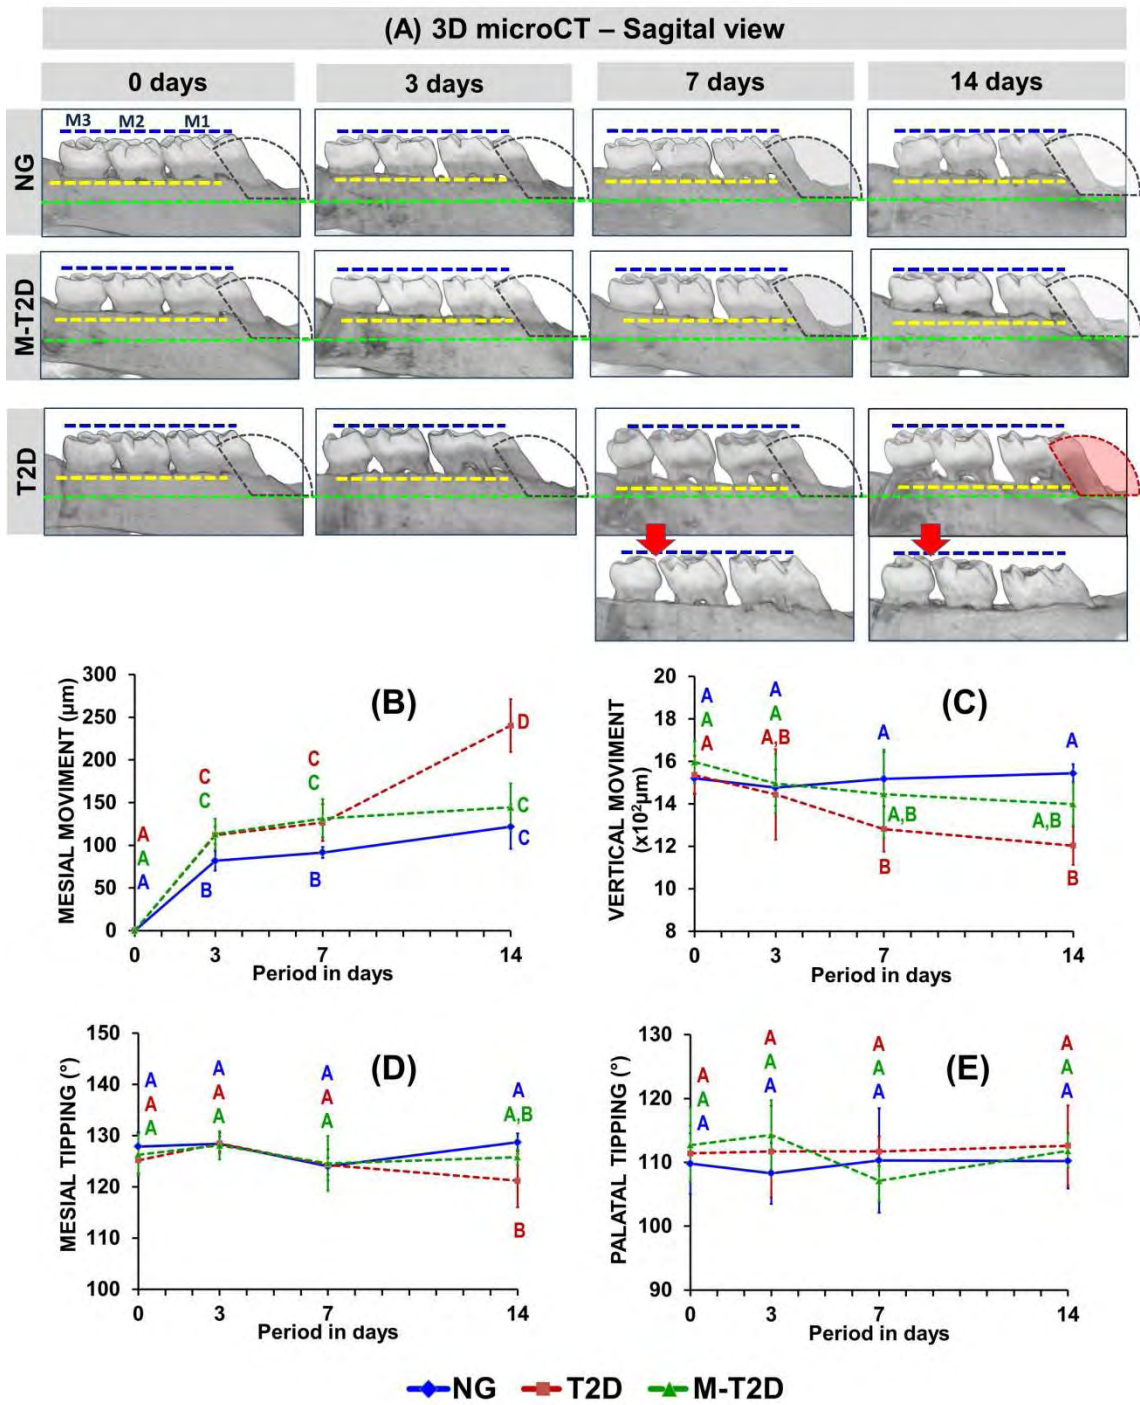 (A) 3D microCT – Sagital view
0 days 3 days 7 days 14 days
NG
M3 M2 M1
M-T2D
T2D
(B)
MESIAL MOVIMENT (µm)
300
250
200
150
100
50
0
A
A
A
C
C
B
C
C
B
D
C
C
0 3 7 14
Period in days
(C)
VERTICAL MOVIMENT
(x10²µm)
20
18
16
14
12
10
8
A
A
A
A
A
A,B
A
A,B
B
A
A,B
B
0 3 7 14
Period in days
(D)
MESIAL TIPPING (°)
150
140
130
120
110
100
A
A
A
A
A
A
A
A
A
A
A,B
B
0 3 7 14
Period in days
(E)
PALATAL TIPPING (°)
130
120
110
100
90
A
A
A
A
A
A
A
A
A
A
A
A
0 3 7 14
Period in days
NG T2D M-T2D